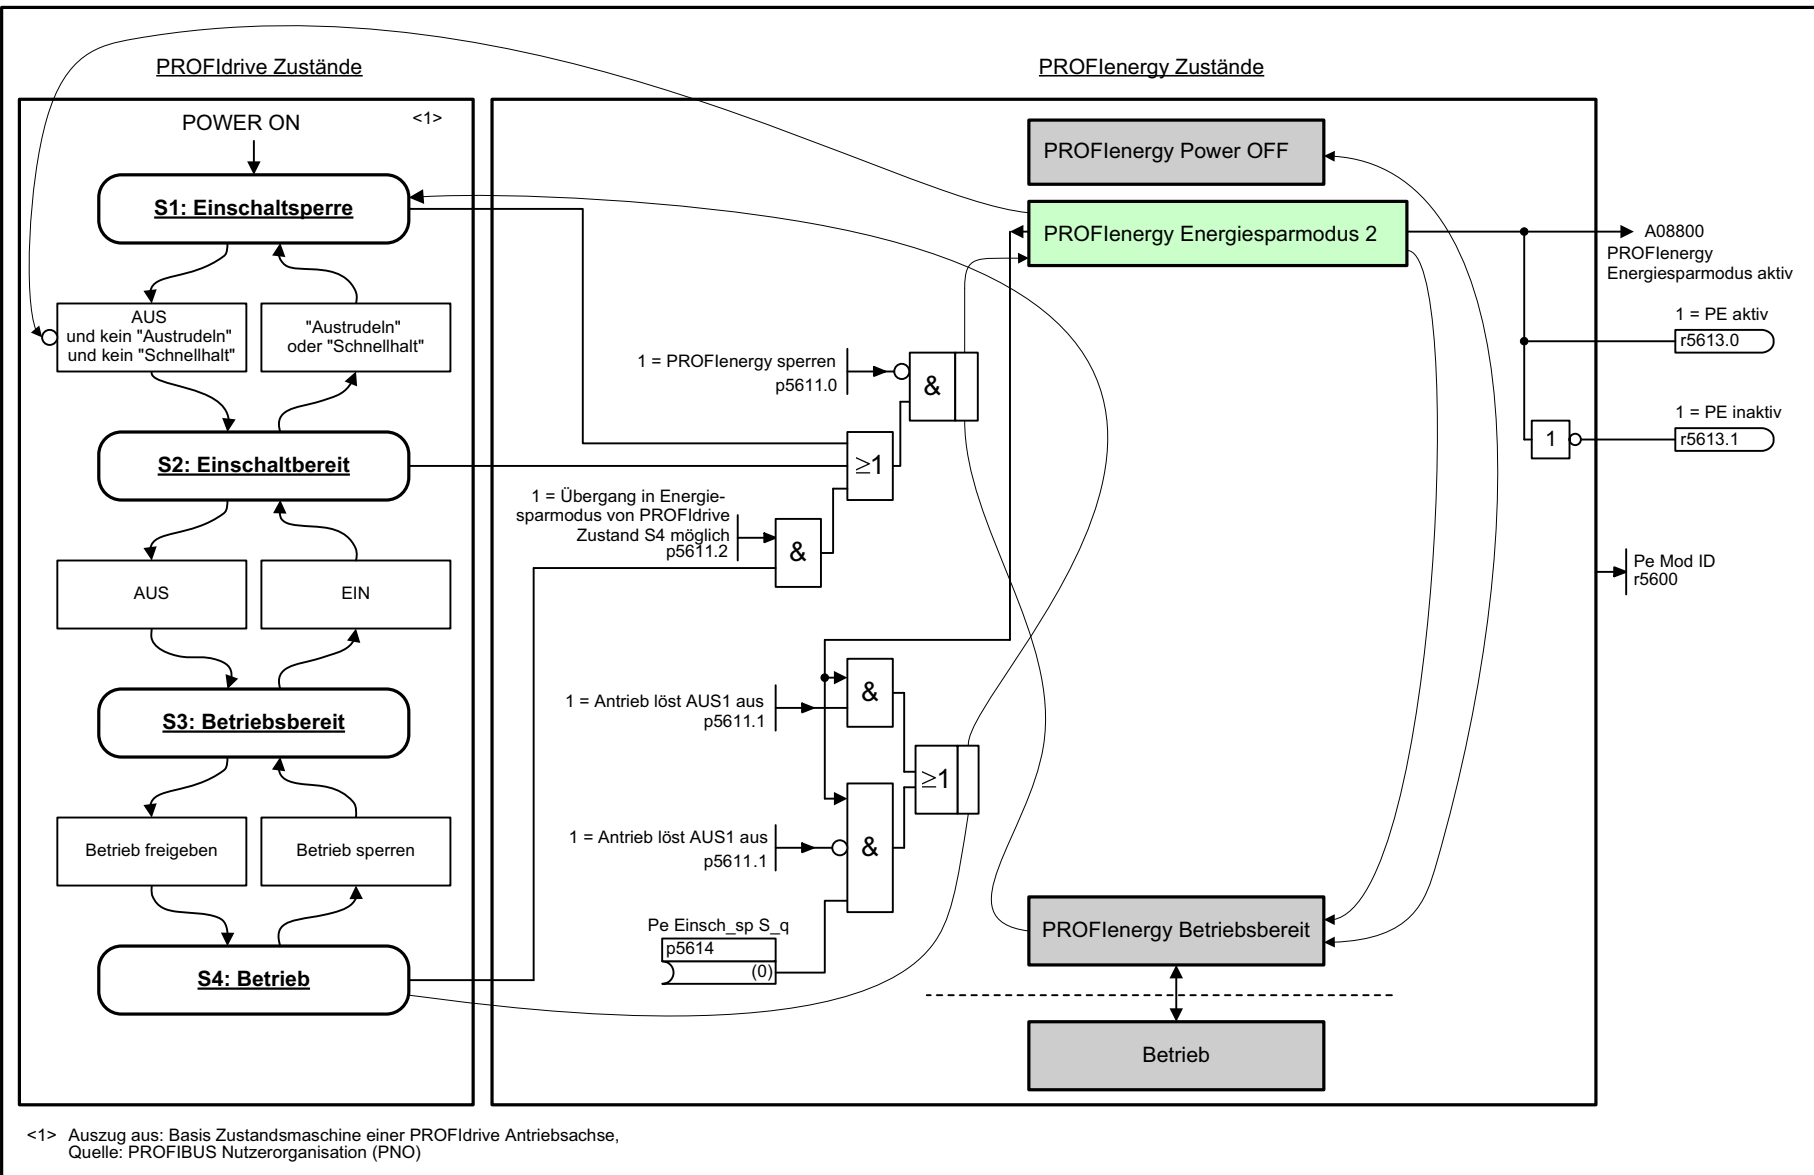 PROFIdrive Zustände
PROFIenergy Zustände
POWER ON
<1>
S1: Einschaltsperre
AUS
und kein "Austrudeln"
und kein "Schnellhalt"
"Austrudeln"
oder "Schnellhalt"
S2: Einschaltbereit
AUS
EIN
S3: Betriebsbereit
Betrieb freigeben
Betrieb sperren
S4: Betrieb
1 = PROFIenergy sperren
p5611.0
&
≥1
1 = Übergang in Energie-
sparmodus von PROFIdrive
Zustand S4 möglich
p5611.2
&
1 = Antrieb löst AUS1 aus
p5611.1
&
≥1
1 = Antrieb löst AUS1 aus
p5611.1
&
Pe Einsch_sp S_q
p5614
(0)
PROFIenergy Power OFF
PROFIenergy Energiesparmodus 2
PROFIenergy Betriebsbereit
Betrieb
A08800
PROFIenergy
Energiesparmodus aktiv
1 = PE aktiv
r5613.0
1 = PE inaktiv
1
r5613.1
Pe Mod ID
r5600
<1> Auszug aus: Basis Zustandsmaschine einer PROFIdrive Antriebsachse,
Quelle: PROFIBUS Nutzerorganisation (PNO)